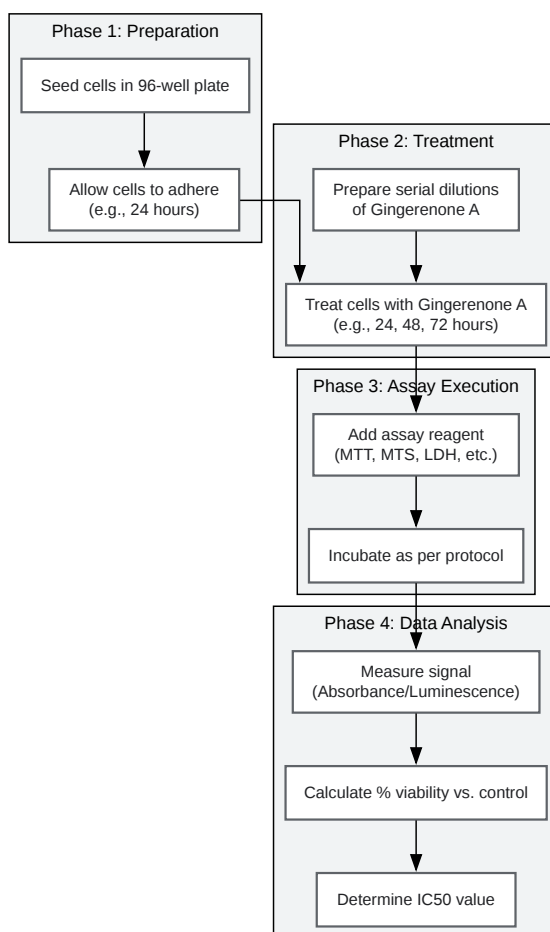 Phase 1: Preparation
Seed cells in 96-well plate
Allow cells to adhere
(e.g., 24 hours)
Phase 2: Treatment
Prepare serial dilutions
of Gingerenone A
Treat cells with Gingerenone A
(e.g., 24, 48, 72 hours)
Phase 3: Assay Execution
Add assay reagent
(MTT, MTS, LDH, etc.)
Incubate as per protocol
Phase 4: Data Analysis
Measure signal
(Absorbance/Luminescence)
Calculate % viability vs. control
Determine IC50 value